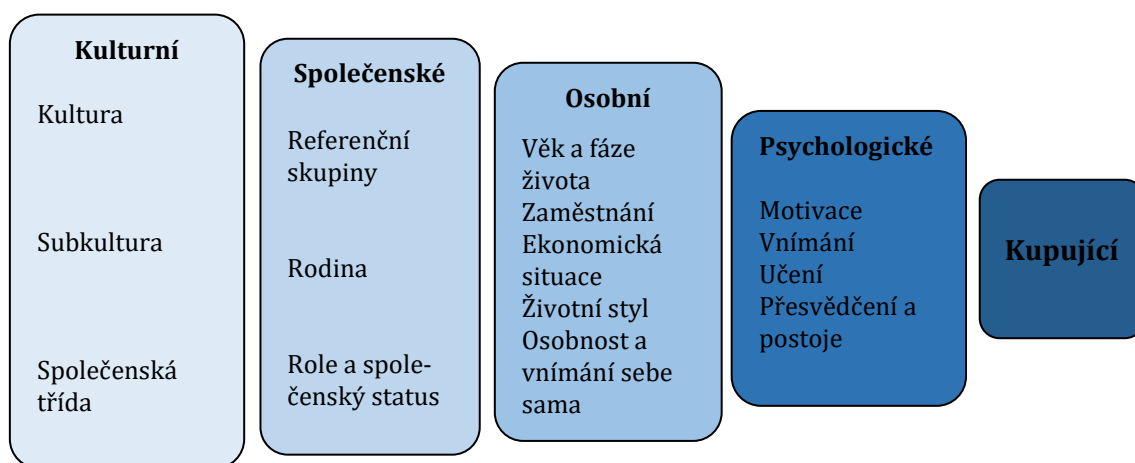 Kulturní
Kultura
Subkultura
Společenská
třída
Společenské
Referenční
skupiny
Rodina
Role a spole-
čenský status
Osobní
Věk a fáze
života
Zaměstnání
Ekonomická
situace
Životní styl
Osobnost a
vnímání sebe
sama
Psychologické
Motivace
Vnímání
Učení
Přesvědčení a
postoje
Kupující